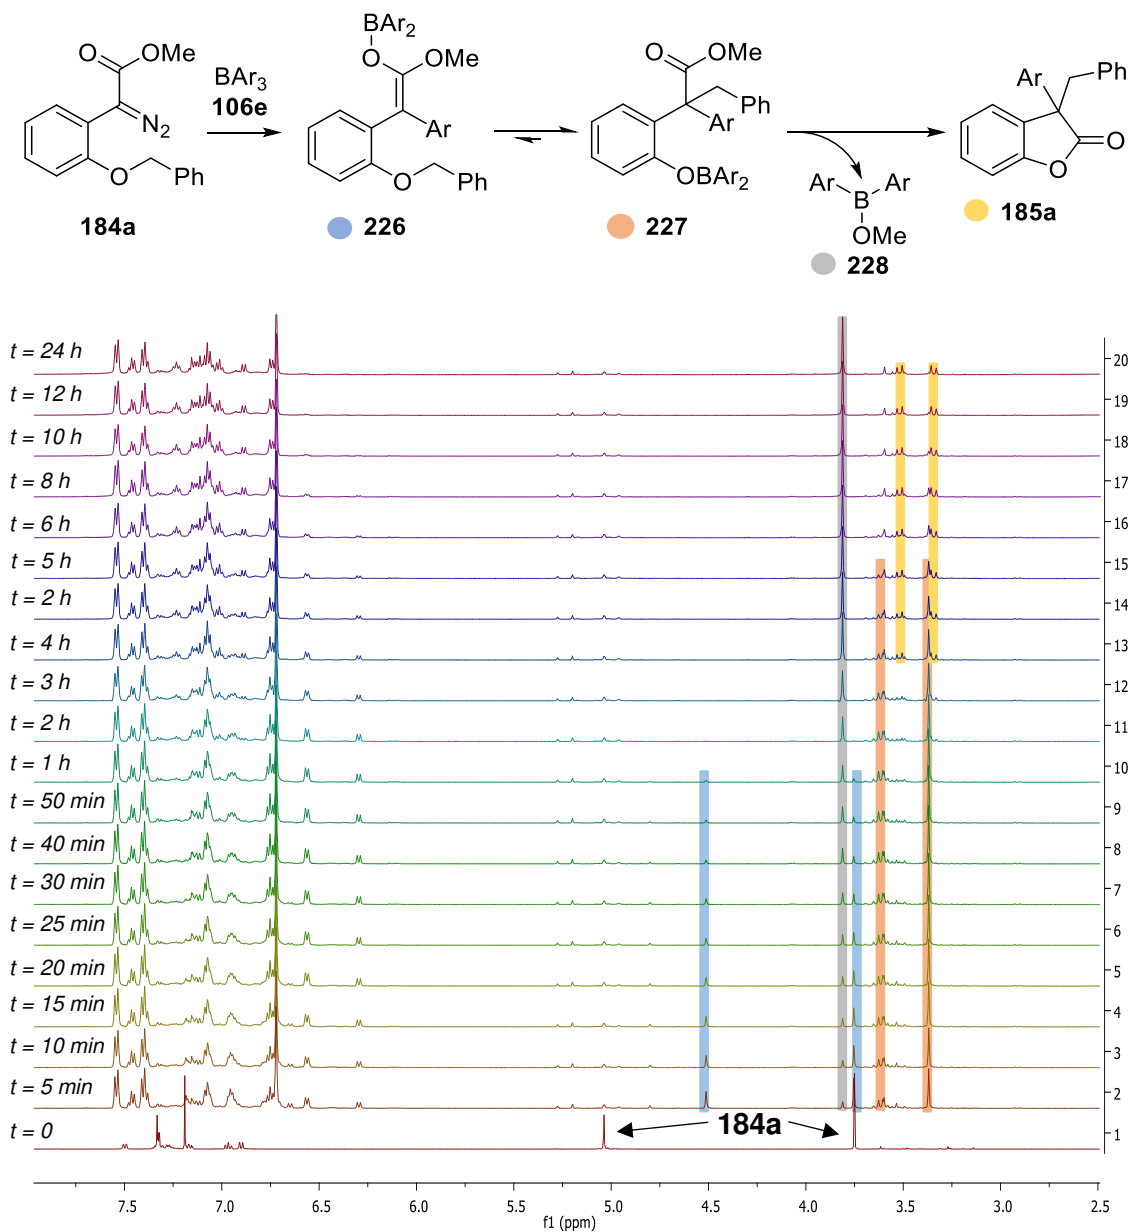 BAr2
O OMe
O
OMe
O OMe
Ar Ph
BAr3
O
Ph
106e
N2
Ar
Ar
O
O
O Ph
O Ph
OBAr2
Ar Ar
B
OMe
184a
226
227
228
185a
t = 24 h
t = 12 h
t = 10 h
t = 8 h
t = 6 h
t = 5 h
t = 2 h
t = 4 h
t = 3 h
t = 2 h
t = 1 h
t = 50 min
t = 40 min
t = 30 min
t = 25 min
t = 20 min
t = 15 min
t = 10 min
t = 5 min
t = 0
184a
20
19
18
17
16
15
14
13
12
11
10
9
8
7
6
5
4
3
2
1
7.5 7.0 6.5 6.0 5.5 5.0 4.5 4.0 3.5 3.0 2.5
f1 (ppm)